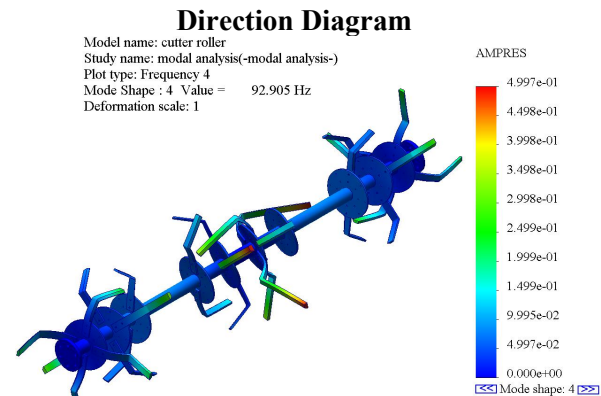 Direction Diagram
Model name: cutter roller
Study name: modal analysis(-modal analysis-)
Plot type: Frequency 4
Mode Shape : 4 Value = 92.905 Hz
Deformation scale: 1
AMPRES
4.997e-01
4.498e-01
3.998e-01
3.498e-01
2.998e-01
2.499e-01
1.999e-01
1.499e-01
9.995e-02
4.997e-02
0.000e+00
<< Mode shape: 4 >>